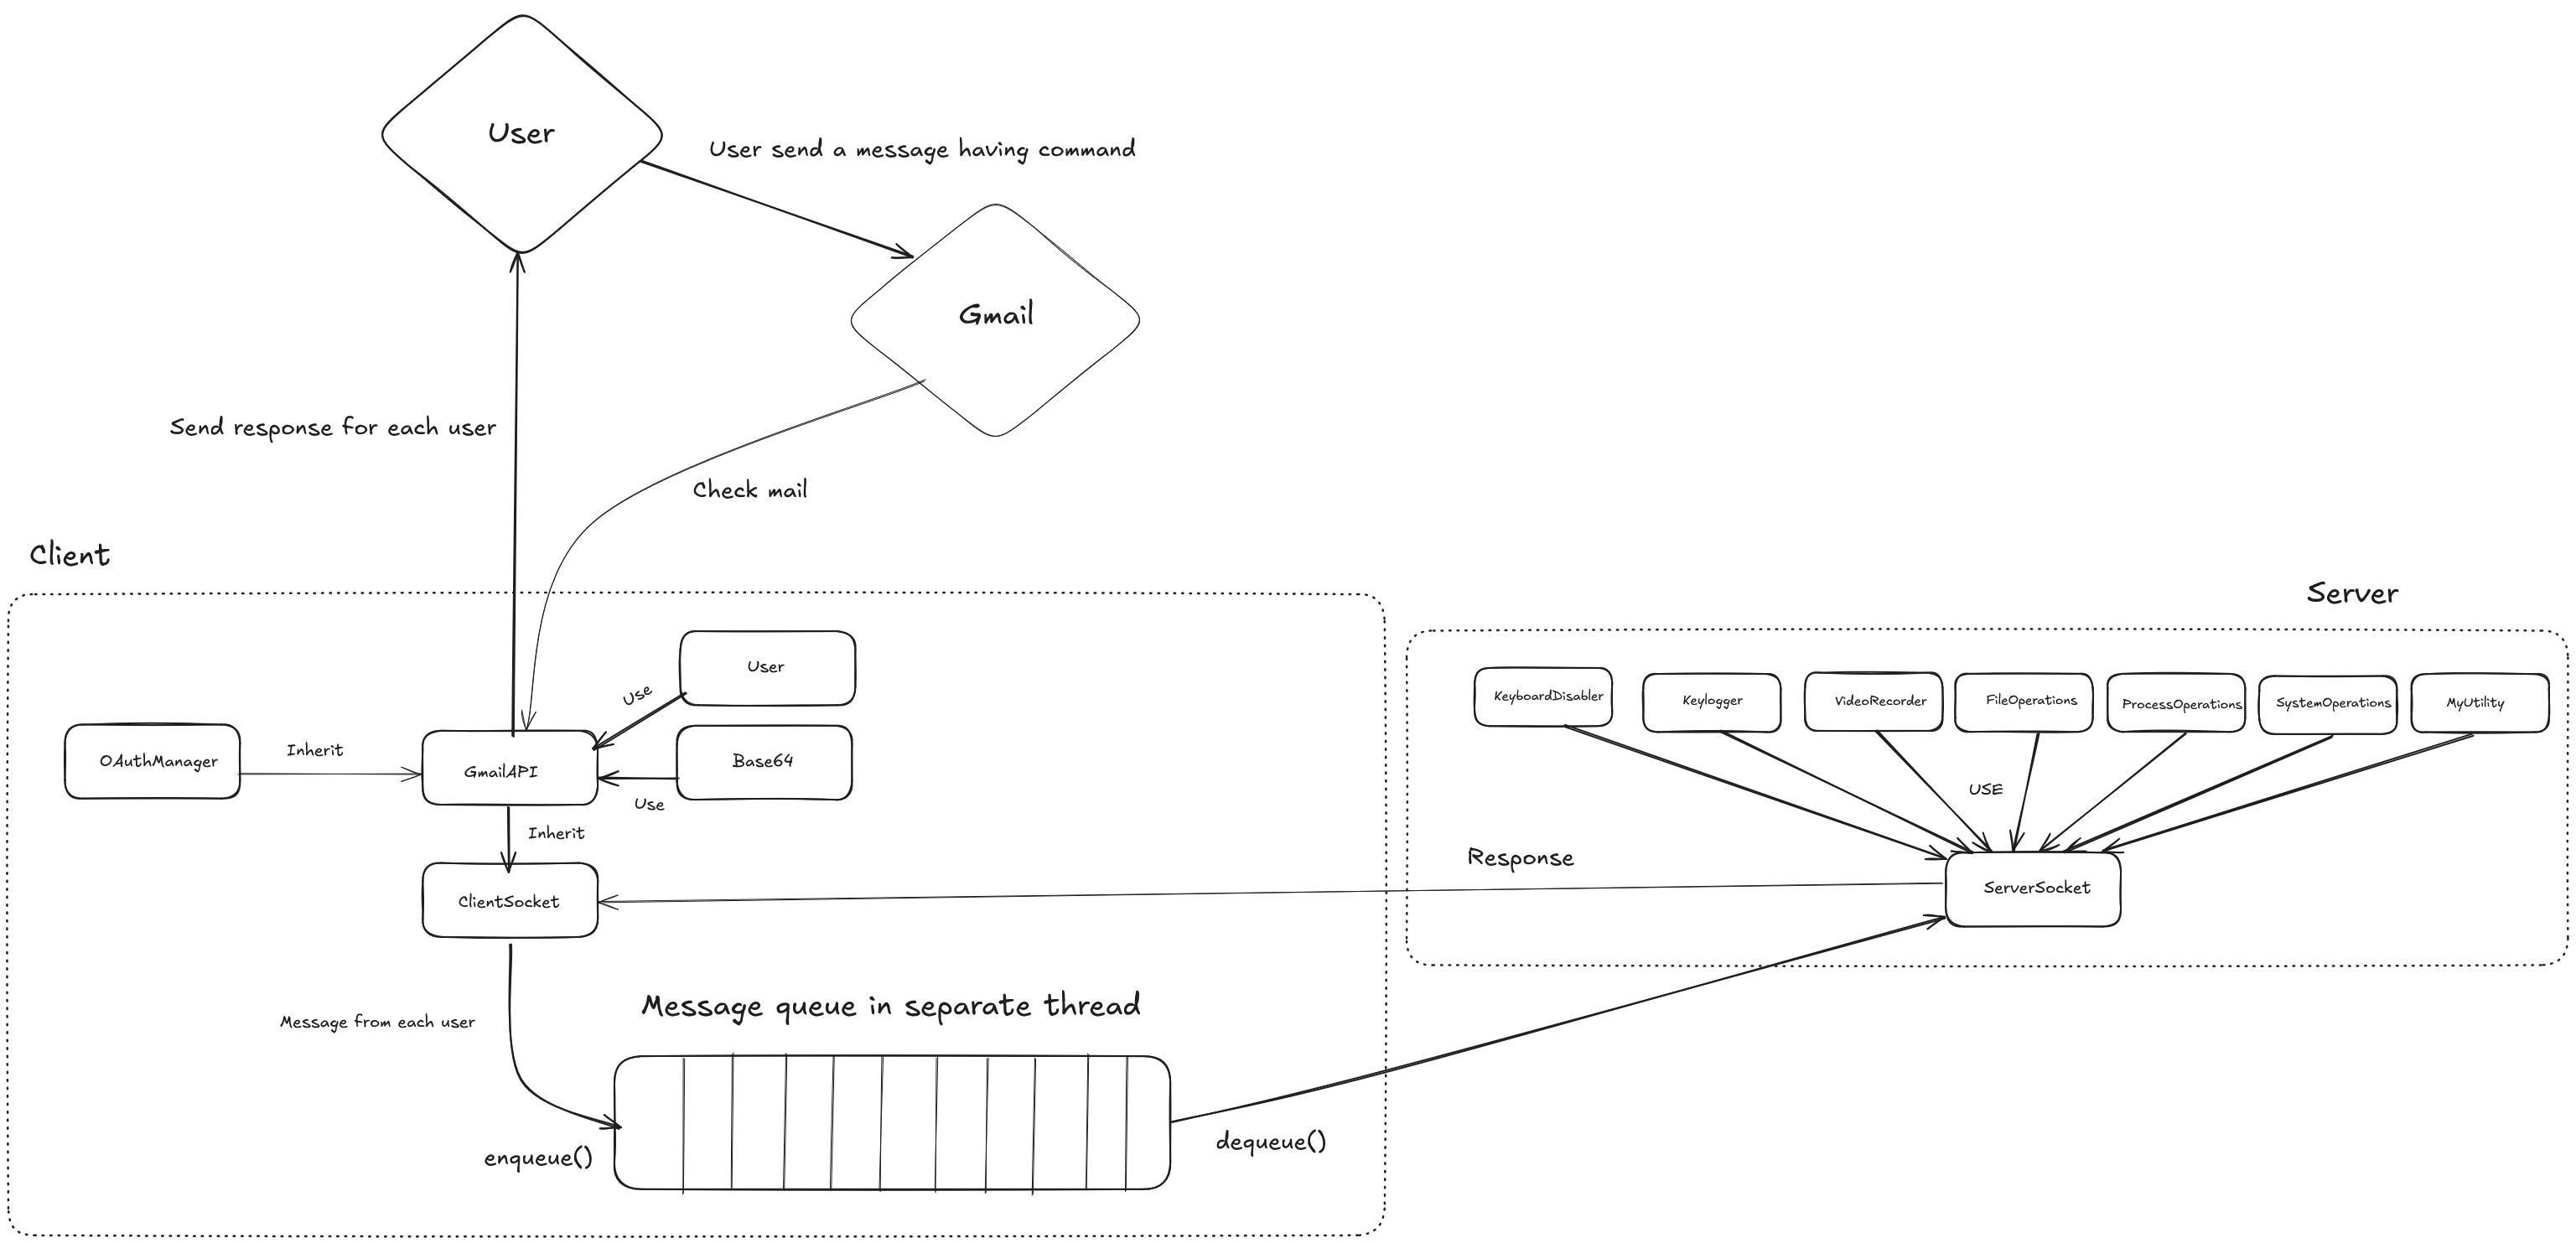 User
User send a message having command
Gmail
Send response for each user
Check mail
Client
Server
User
Use
OAuthManager
Inherit
GmailAPI
Base64
Use
Inherit
ClientSocket
KeyboardDisabler
Keylogger
VideoRecorder
FileOperations
ProcessOperations
SystemOperations
MyUtility
USE
Response
ServerSocket
Message from each user
Message queue in separate thread
enqueue()
dequeue()